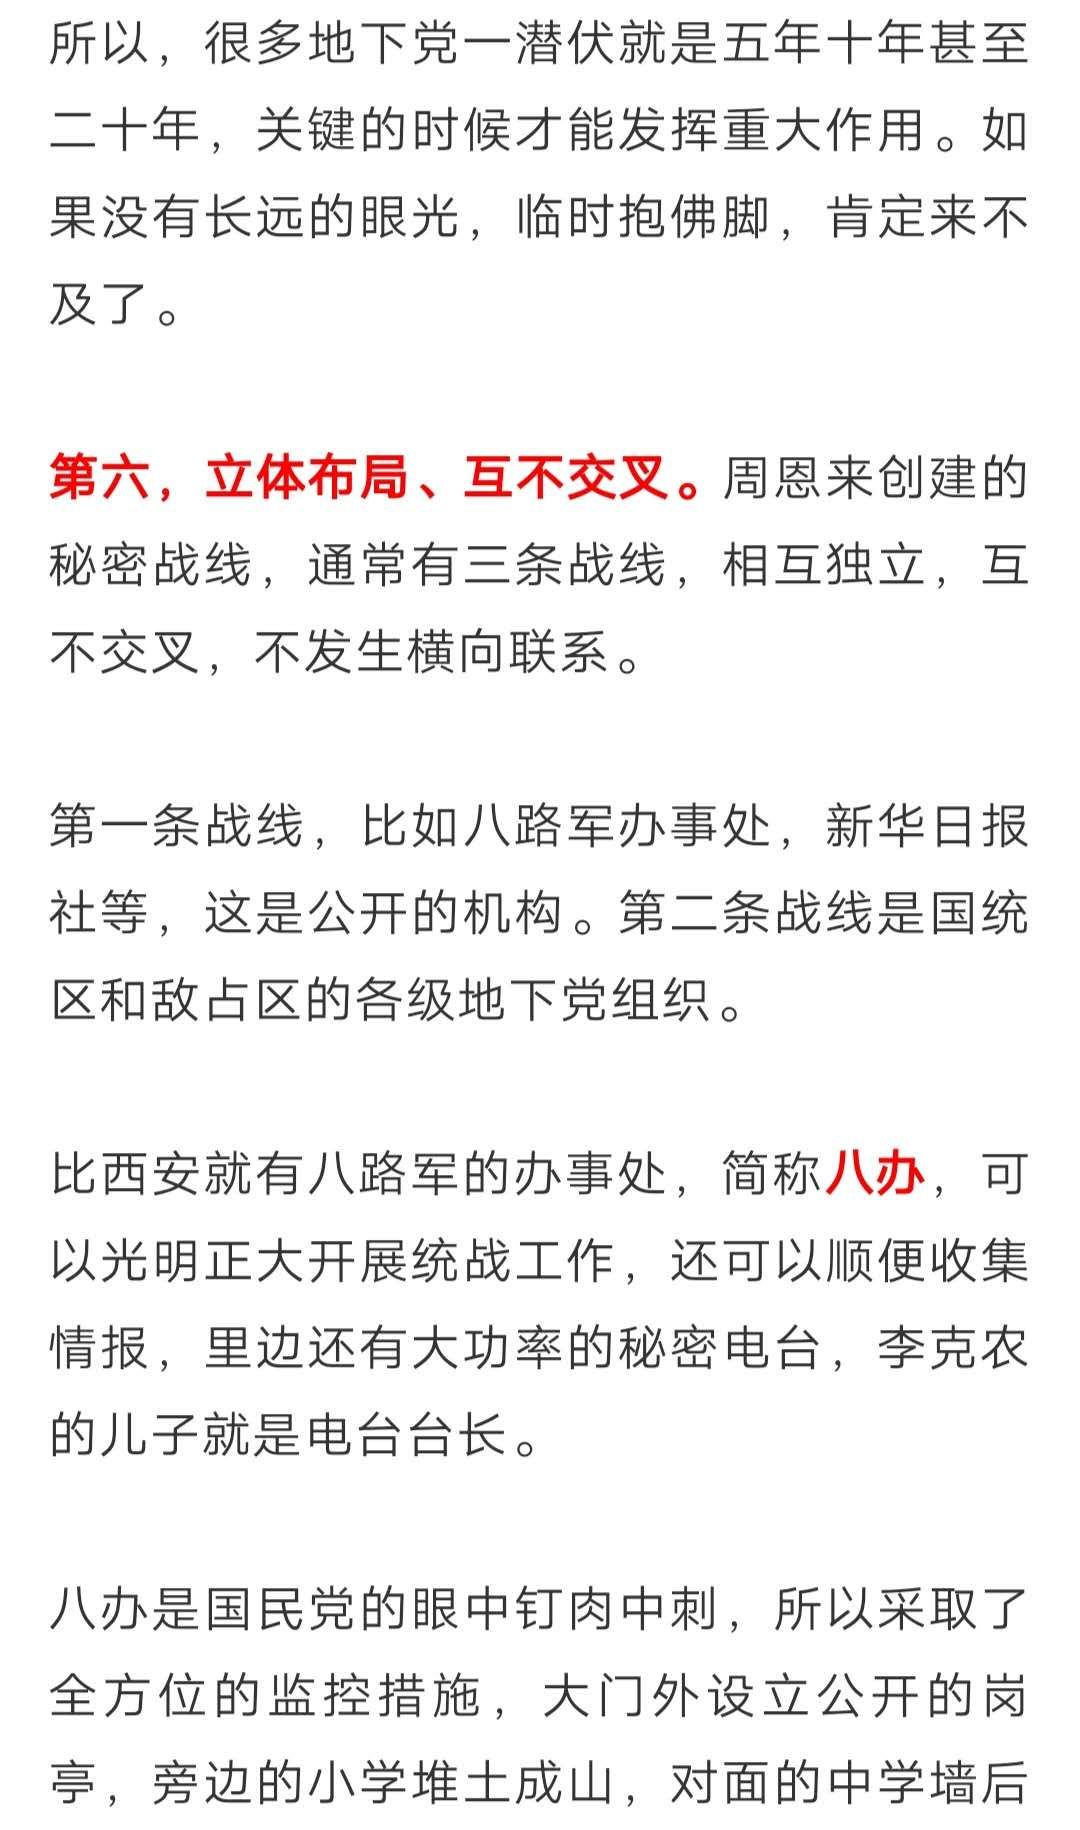 所以，很多地下党一潜伏就是五年十年甚至
二十年，关键的时候才能发挥重大作用。如
果没有长远的眼光，临时抱佛脚，肯定来不
及了。
第六，立体布局、互不交叉。周恩来创建的
秘密战线，通常有三条战线，相互独立，互
不交叉，不发生横向联系。
第一条战线，比如八路军办事处，新华日报
社等，这是公开的机构。第二条战线是国统
区和敌占区的各级地下党组织。
比西安就有八路军的办事处，简称八办，可
以光明正大开展统战工作，还可以顺便收集
情报，里边还有大功率的秘密电台，李克农
的儿子就是电台台长。
八办是国民党的眼中钉肉中刺，所以采取了
全方位的监控措施，大门外设立公开的岗
亭，旁边的小学堆土成山，对面的中学墙后